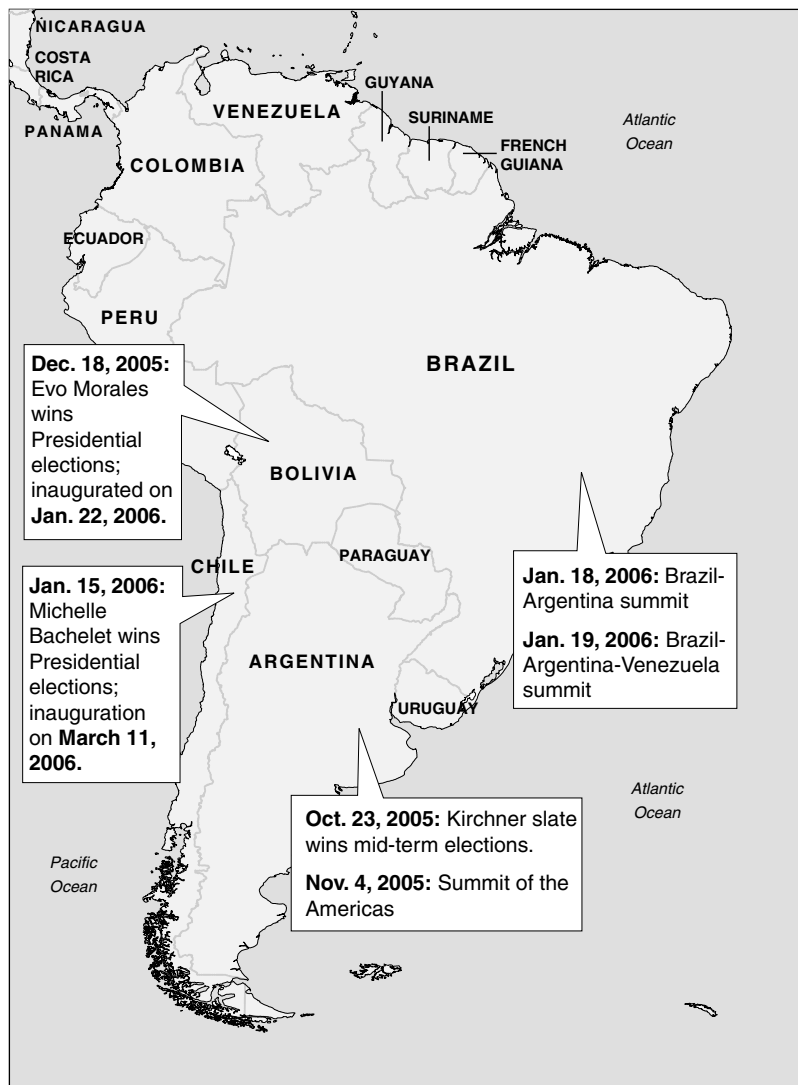 NICARAGUA
COSTA
RICA
PANAMA
VENEZUELA
GUYANA
SURINAME
FRENCH
GUIANA
Atlantic
Ocean
COLOMBIA
ECUADOR
PERU
BRAZIL
Dec. 18, 2005:
Evo Morales
wins
Presidential
elections;
inaugurated on
Jan. 22, 2006.
BOLIVIA
PARAGUAY
CHILE
Jan. 15, 2006:
Michelle
Bachelet wins
Presidential
elections;
inauguration
on March 11,
2006.
Jan. 18, 2006: Brazil-
Argentina summit
Jan. 19, 2006: Brazil-
Argentina-Venezuela
summit
ARGENTINA
URUGUAY
Oct. 23, 2005: Kirchner slate
wins mid-term elections.
Nov. 4, 2005: Summit of the
Americas
Atlantic
Ocean
Pacific
Ocean